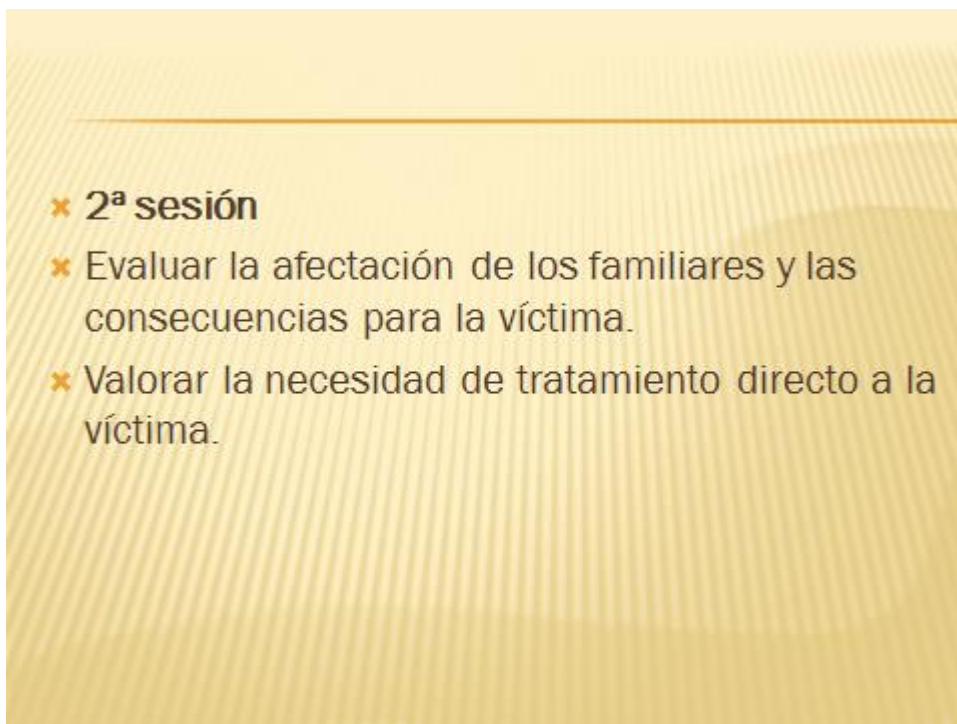 2ª sesión
Evaluar la afectación de los familiares y las
consecuencias para la víctima.
Valorar la necesidad de tratamiento directo a la
víctima.